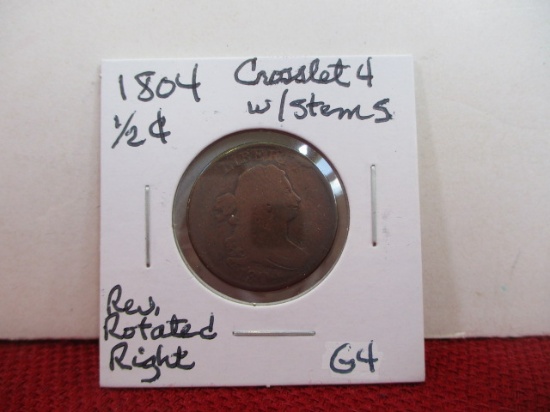 1804 Crosslet 4
1/2 ¢ w/stems
Rev.
Rotated
Right
G4